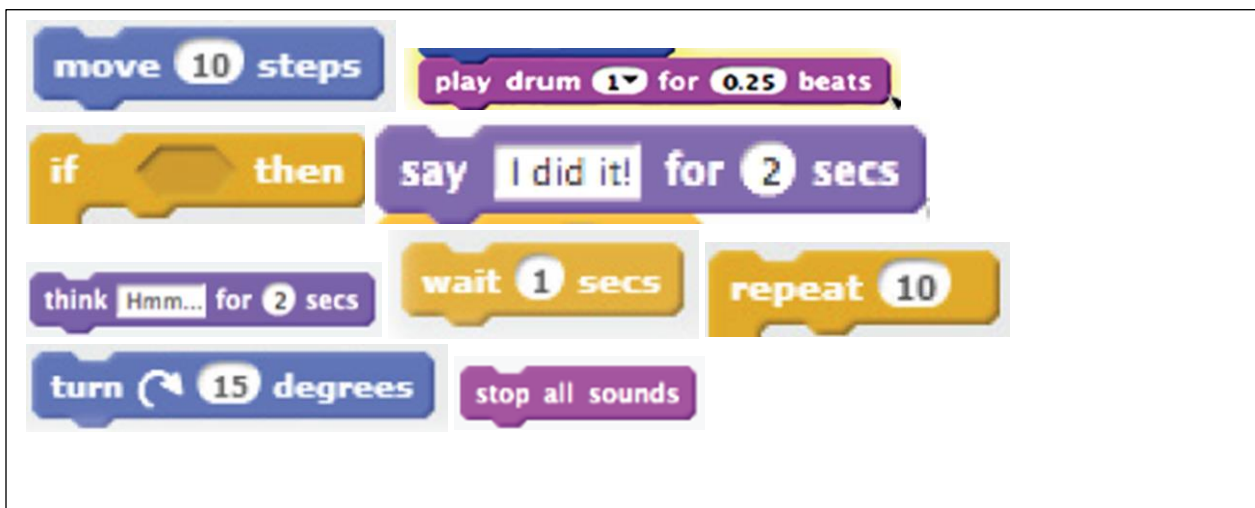 move 10 steps
play drum 1 for 0.25 beats
if then
say I did it! for 2 secs
think Hmm... for 2 secs
wait 1 secs
repeat 10
turn 15 degrees
stop all sounds